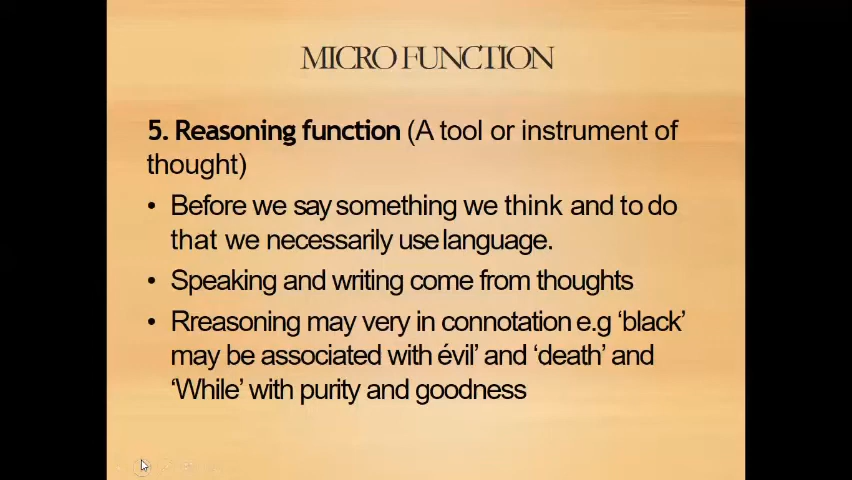 MICRO FUNCTION
5. Reasoning function (A tool or instrument of
thought)
• Before we say something we think and to do
that we necessarily use language.
• Speaking and writing come from thoughts
• Rreasoning may very in connotation e.g ‘black’
may be associated with évil’ and ‘death’ and
‘While’ with purity and goodness